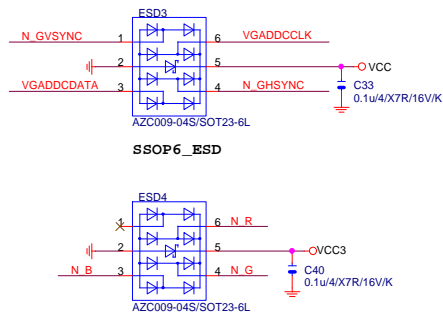 ESD3
N_GVSYNC 1 6 VGADDCCLK
2 5 VCC
VGADDCDATA 3 4 N_GHSYNC
C33
0.1u/4/X7R/16V/K
AZC009-04S/SOT23-6L
SSOP6_ESD
ESD4
1 6 N_R
2 5 VCC3
N_B 3 4 N_G
C40
0.1u/4/X7R/16V/K
AZC009-04S/SOT23-6L